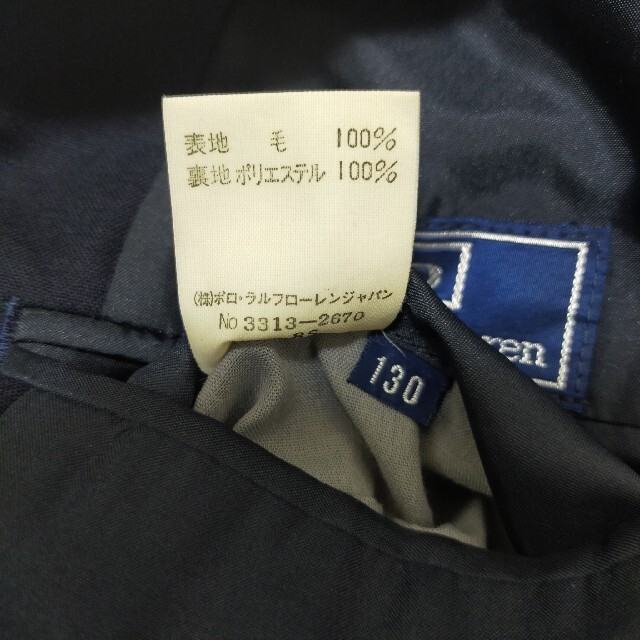 表地 毛 100%
裏地 ポリエステル 100%
(株)ポロ・ラルフローレンジャパン
No 3313-2670
130